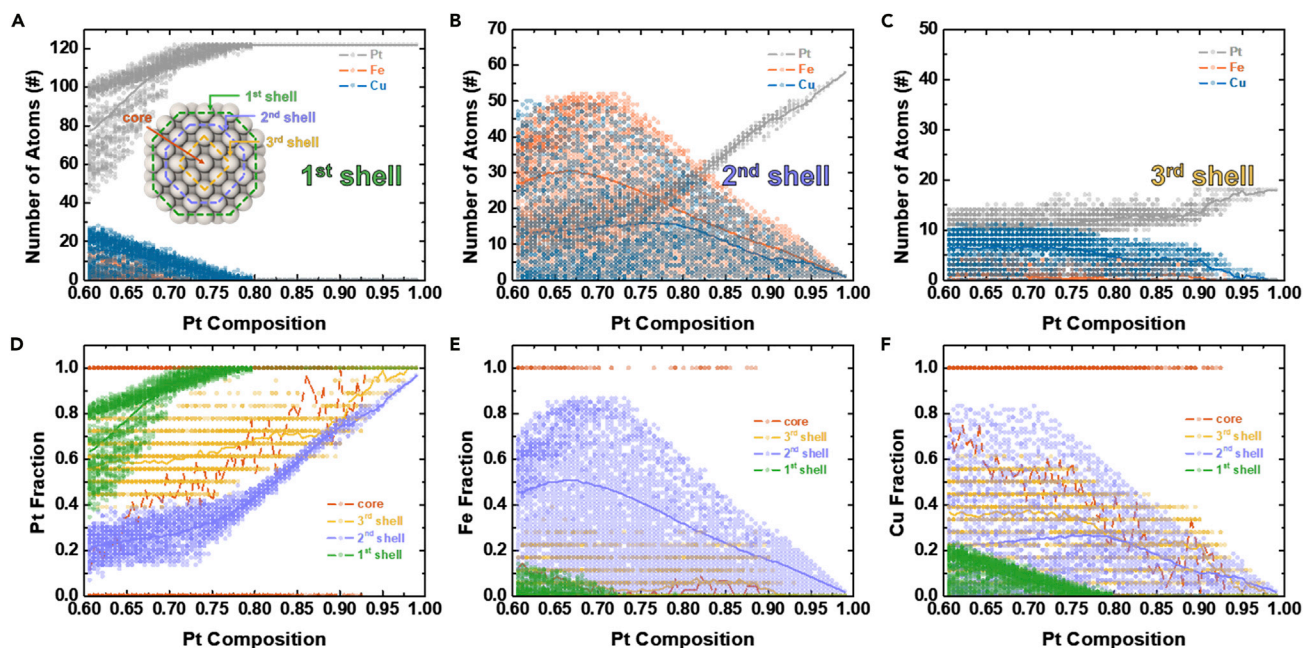 A
Number of Atoms (#)
120
100
80
60
40
20
0
Pt
Fe
Cu
1st shell
2nd shell
core
3rd shell
1st shell
0.60 0.65 0.70 0.75 0.80 0.85 0.90 0.95 1.00
Pt Composition
B
Number of Atoms (#)
70
60
50
40
30
20
10
0
Pt
Fe
Cu
2nd shell
0.60 0.65 0.70 0.75 0.80 0.85 0.90 0.95 1.00
Pt Composition
C
Number of Atoms (#)
50
40
30
20
10
0
Pt
Fe
Cu
3rd shell
0.60 0.65 0.70 0.75 0.80 0.85 0.90 0.95 1.00
Pt Composition
D
Pt Fraction
1.0
0.8
0.6
0.4
0.2
0.0
core
3rd shell
2nd shell
1st shell
0.60 0.65 0.70 0.75 0.80 0.85 0.90 0.95 1.00
Pt Composition
E
Fe Fraction
1.0
0.8
0.6
0.4
0.2
0.0
core
3rd shell
2nd shell
1st shell
0.60 0.65 0.70 0.75 0.80 0.85 0.90 0.95 1.00
Pt Composition
F
Cu Fraction
1.0
0.8
0.6
0.4
0.2
0.0
core
3rd shell
2nd shell
1st shell
0.60 0.65 0.70 0.75 0.80 0.85 0.90 0.95 1.00
Pt Composition